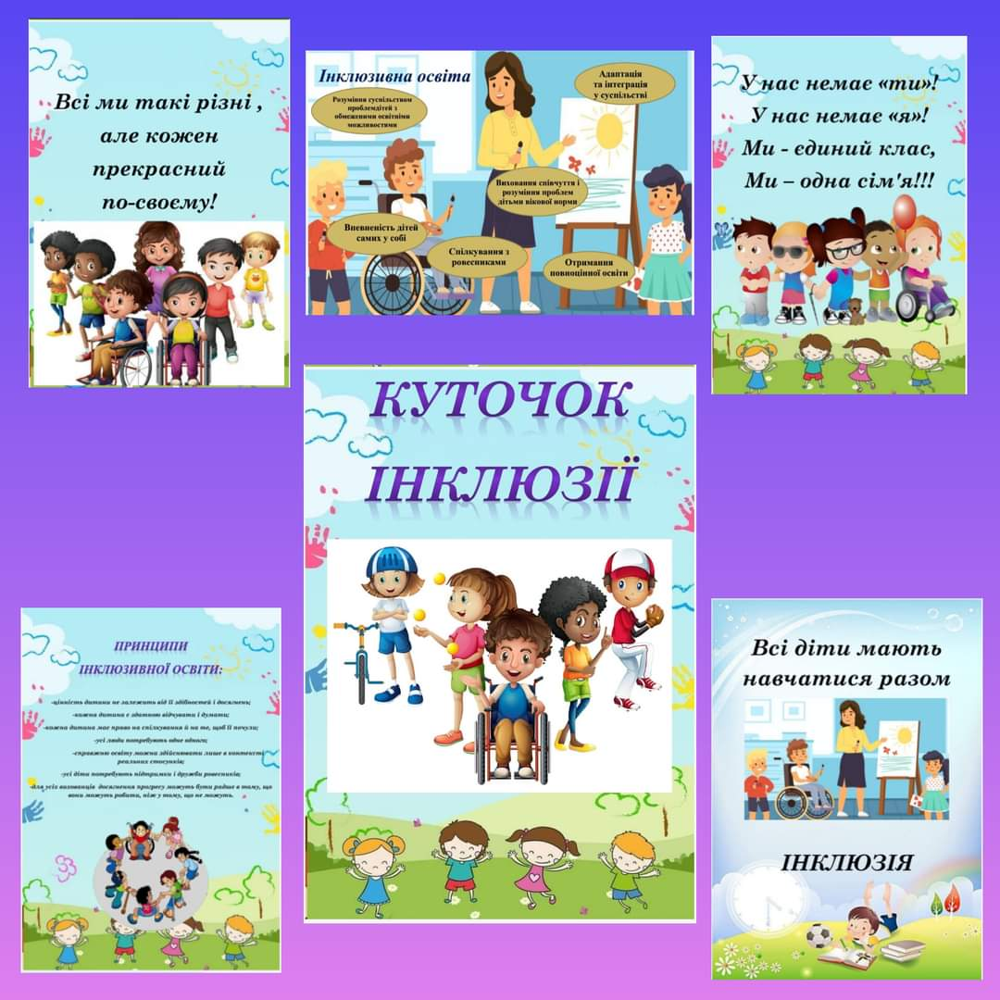 Всі ми такі різні ,
але кожен
прекрасний
по-своєму!
Інклюзивна освіта
Розуміння суспільством
проблемдітей з
обмеженими освітніми
можливостями
Адаптація
та інтеграція
у суспільстві
Виховання співчуття і
розуміння проблем
дітьми вікової норми
Впевненість дітей
самих у собі
Спілкування з
ровесниками
Отримання
повноцінної освіти
У нас немає «ти»!
У нас немає «я»!
Ми - єдиний клас,
Ми – одна сім'я!!!
КУТОЧОК
ІНКЛЮЗІЇ
ПРИНЦИПИ
ІНКЛЮЗИВНОЇ ОСВІТИ:
-цінність дитини не залежить від її здібностей і досягнень;
-кожна дитина є здатною відчувати і думати;
-кожна дитина має право на спілкування й на те, щоб її почули;
-усі люди потребують одне одного;
-справжню освіту можна здійснювати лише в контексті
реальних стосунків;
-усі діти потребують підтримки і дружби ровесників;
-для усіх вихованців досягнення прогресу можуть бути радше в тому, що
вони можуть робити, ніж у тому, що не можуть.
Всі діти мають
навчатися разом
ІНКЛЮЗІЯ